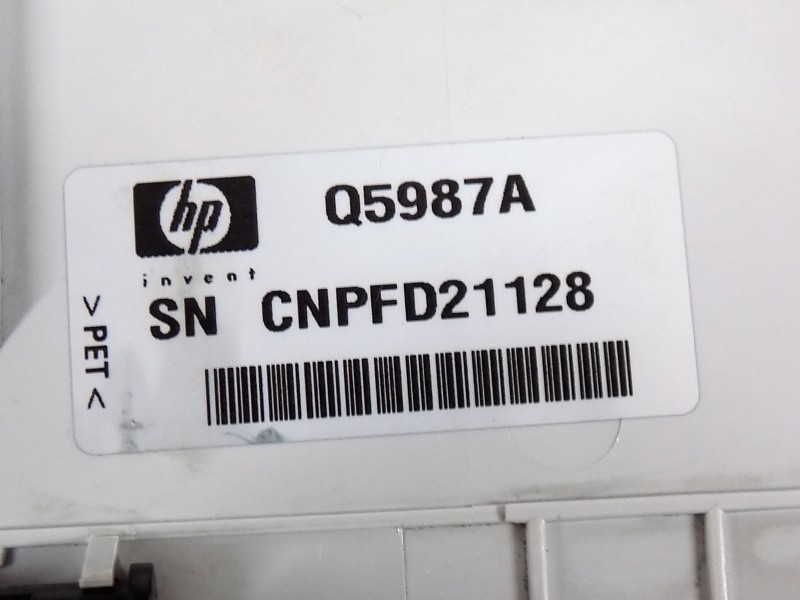 hp
Q5987A
invent
SN CNPFD21128
>PET<